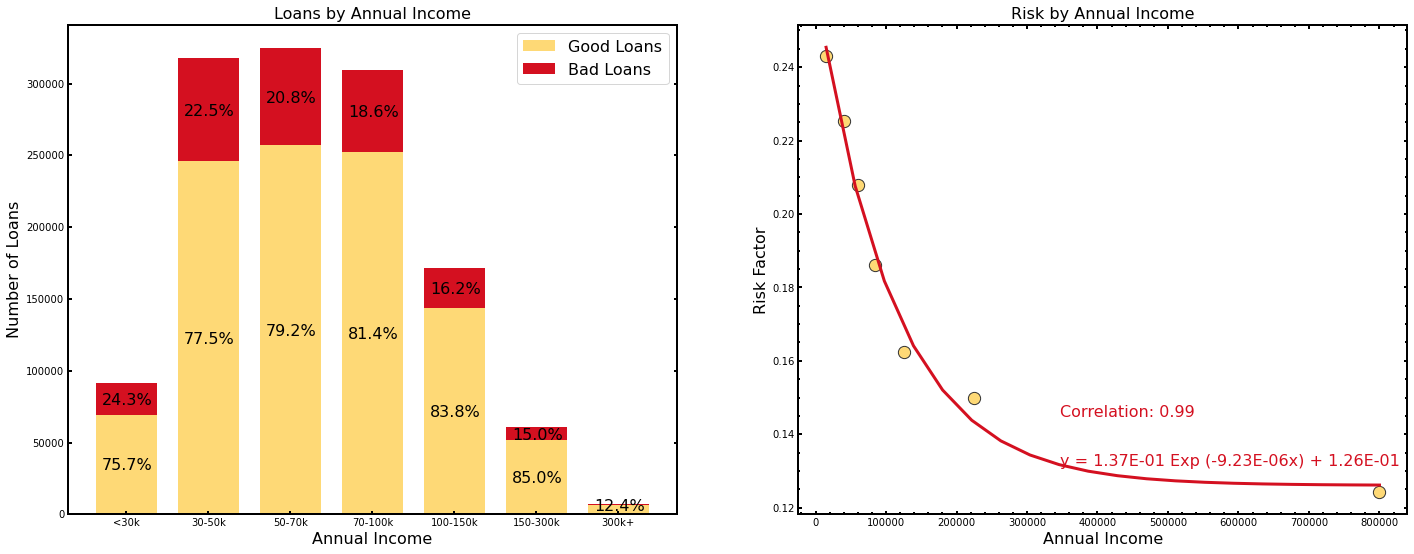 Loans by Annual Income
Number of Loans
300000
250000
200000
150000
100000
50000
0
Good Loans
Bad Loans
24.3%
75.7%
22.5%
77.5%
20.8%
79.2%
18.6%
81.4%
16.2%
83.8%
15.0%
85.0%
12.4%
<30k
30-50k
50-70k
70-100k
100-150k
150-300k
300k+
Annual Income
Risk by Annual Income
Risk Factor
0.24
0.22
0.20
0.18
0.16
0.14
0.12
Correlation: 0.99
y = 1.37E-01 Exp (-9.23E-06x) + 1.26E-01
0
100000
200000
300000
400000
500000
600000
700000
800000
Annual Income